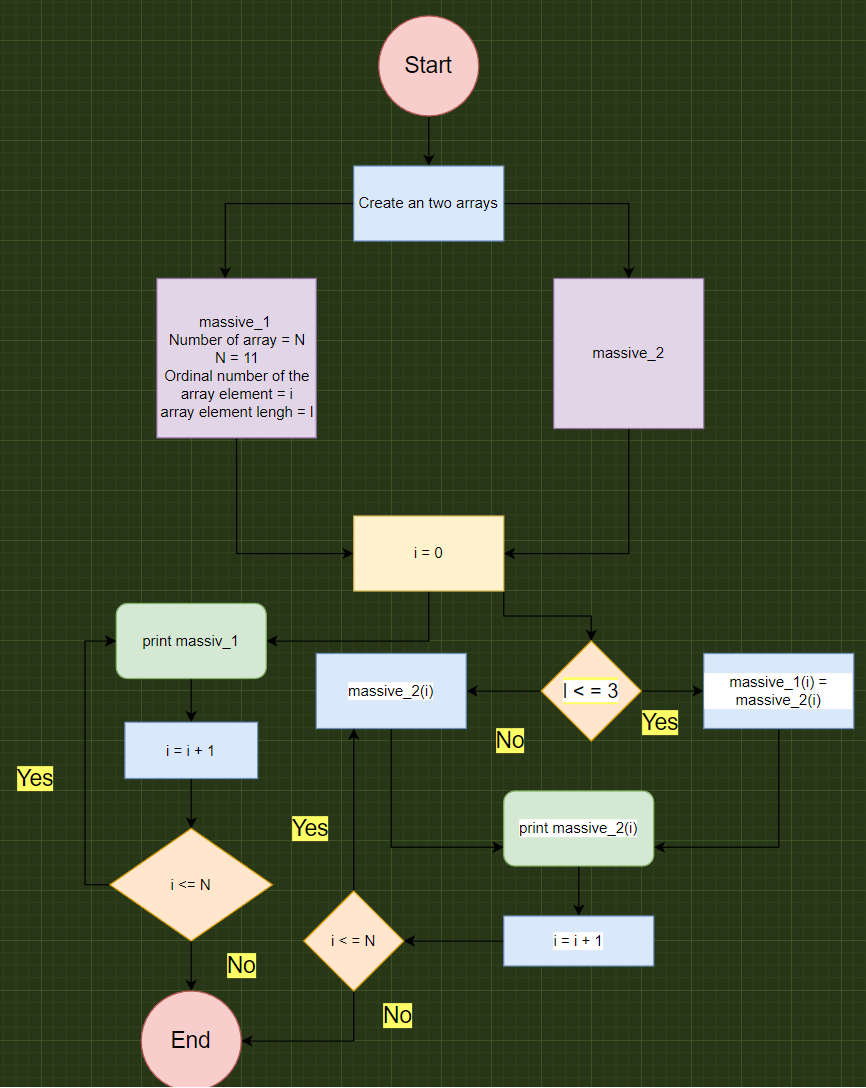 Start
Create an two arrays
massive_1
Number of array = N
N = 11
Ordinal number of the
array element = i
array element lengh = l
massive_2
i = 0
print massiv_1
massive_2(i)
l < = 3
massive_1(i) =
massive_2(i)
Yes
No
i = i + 1
Yes
Yes
print massive_2(i)
i <= N
i < = N
i = i + 1
No
No
End